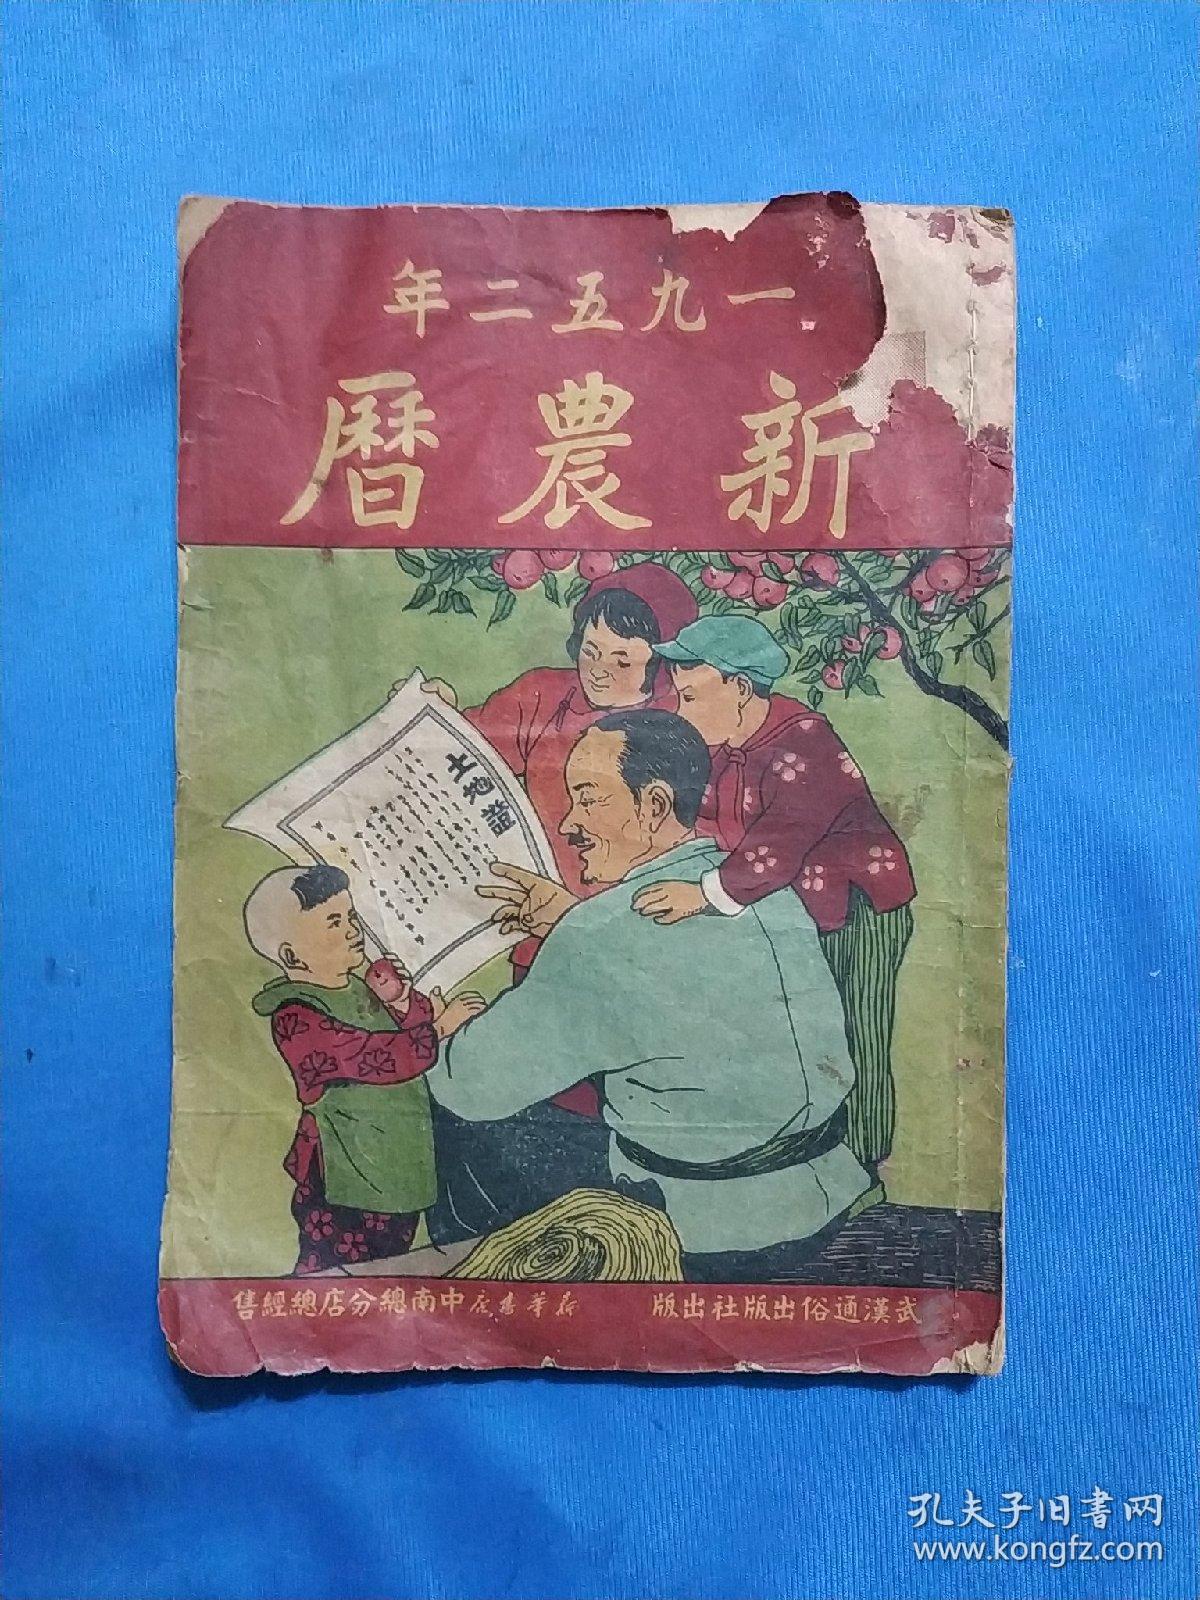 一九五二年
新農曆
土地證
武漢通俗出版社出版
新華書店中南總分店總經售
孔夫子旧書网
www.kongfz.com